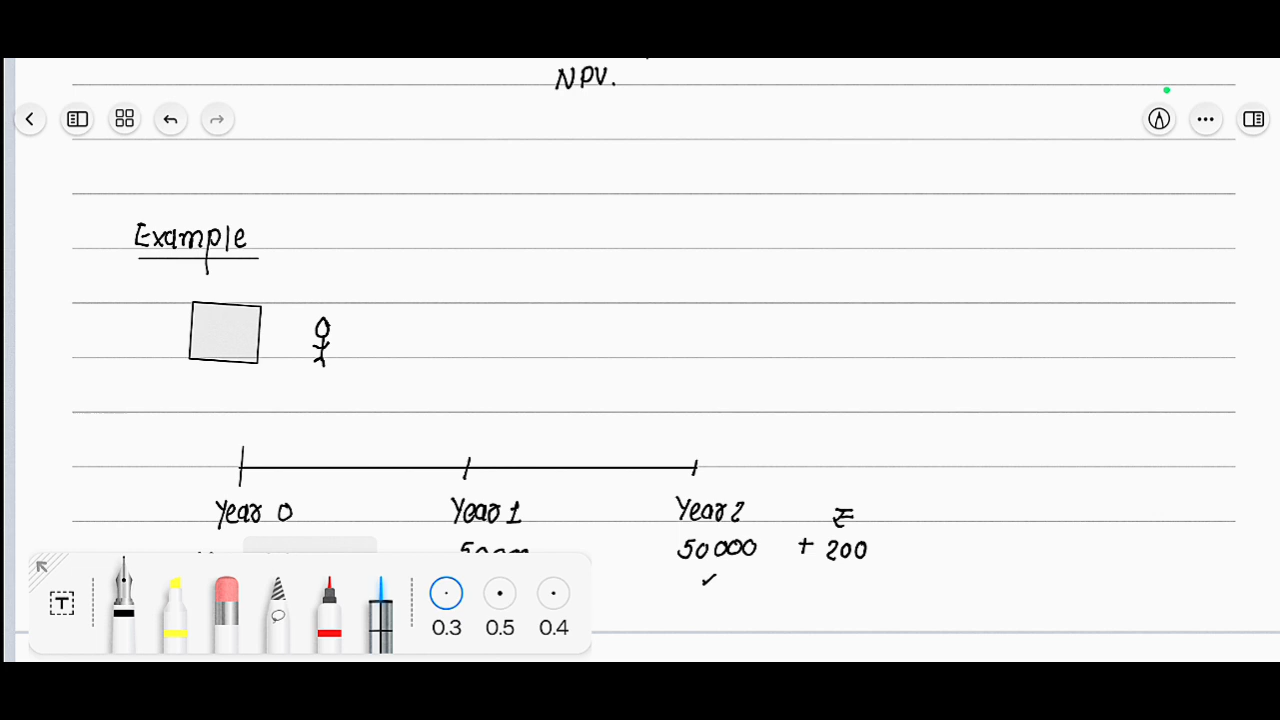 NPV.
Example
Year 0 Year 1 Year 2 ₹
50000 + 200
✓
T
0.3 0.5 0.4